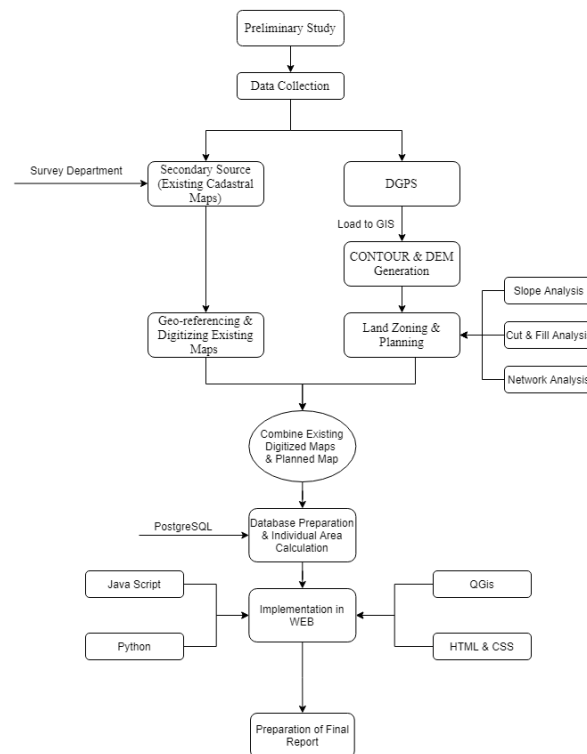 Preliminary Study
Data Collection
Survey Department
Secondary Source
(Existing Cadastral
Maps)
DGPS
Load to GIS
CONTOUR & DEM
Generation
Slope Analysis
Geo-referencing &
Digitizing Existing
Maps
Land Zoning &
Planning
Cut & Fill Analysis
Network Analysis
Combine Existing
Digitized Maps
& Planned Map
PostgreSQL
Database Preparation
& Individual Area
Calculation
Java Script
QGis
Implementation in
WEB
Python
HTML & CSS
Preparation of Final
Report